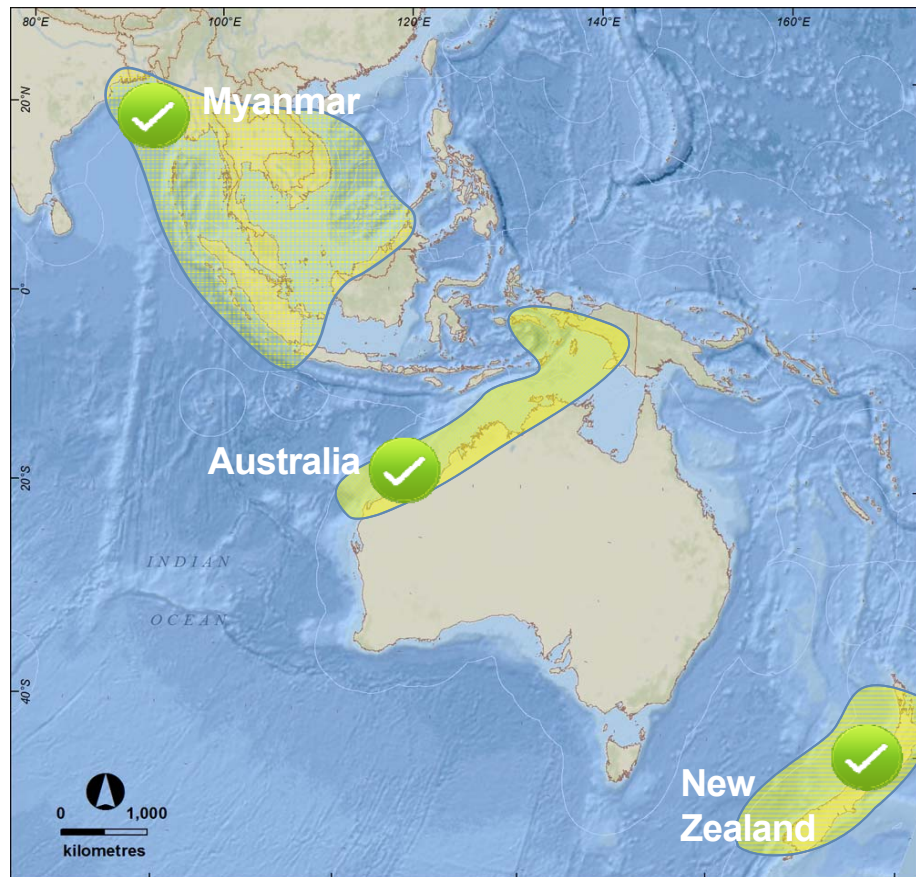 80°E 100°E 120°E 140°E 160°E
20°N
Myanmar
0°
Australia
20°S
INDIAN
OCEAN
40°S
New
Zealand
0 1,000
kilometres